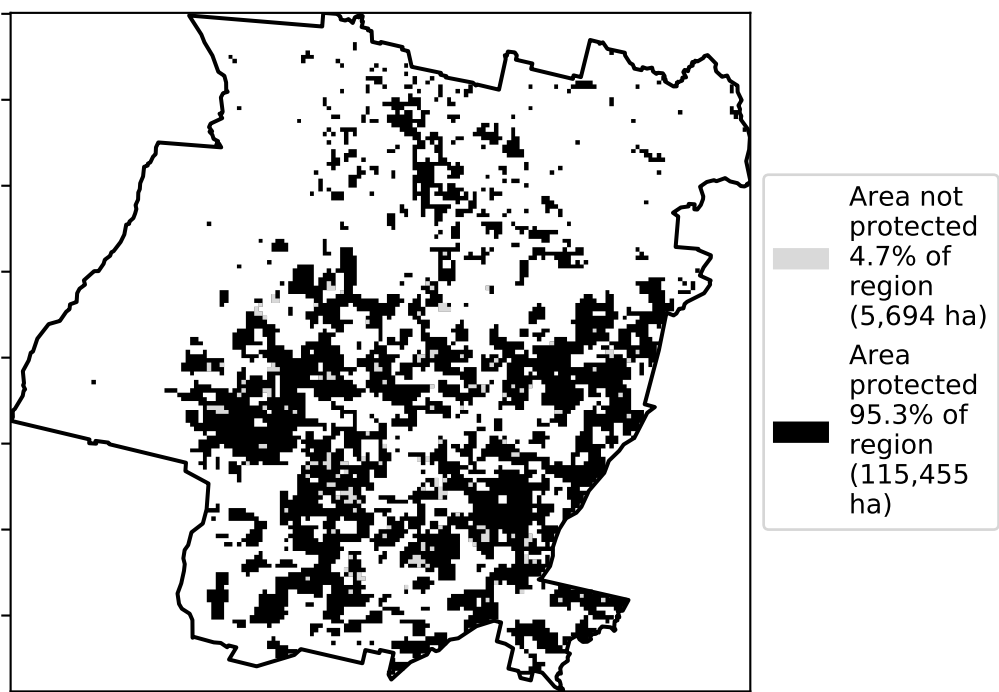 Area not
protected
4.7% of
region
(5,694 ha)
Area
protected
95.3% of
region
(115,455
ha)